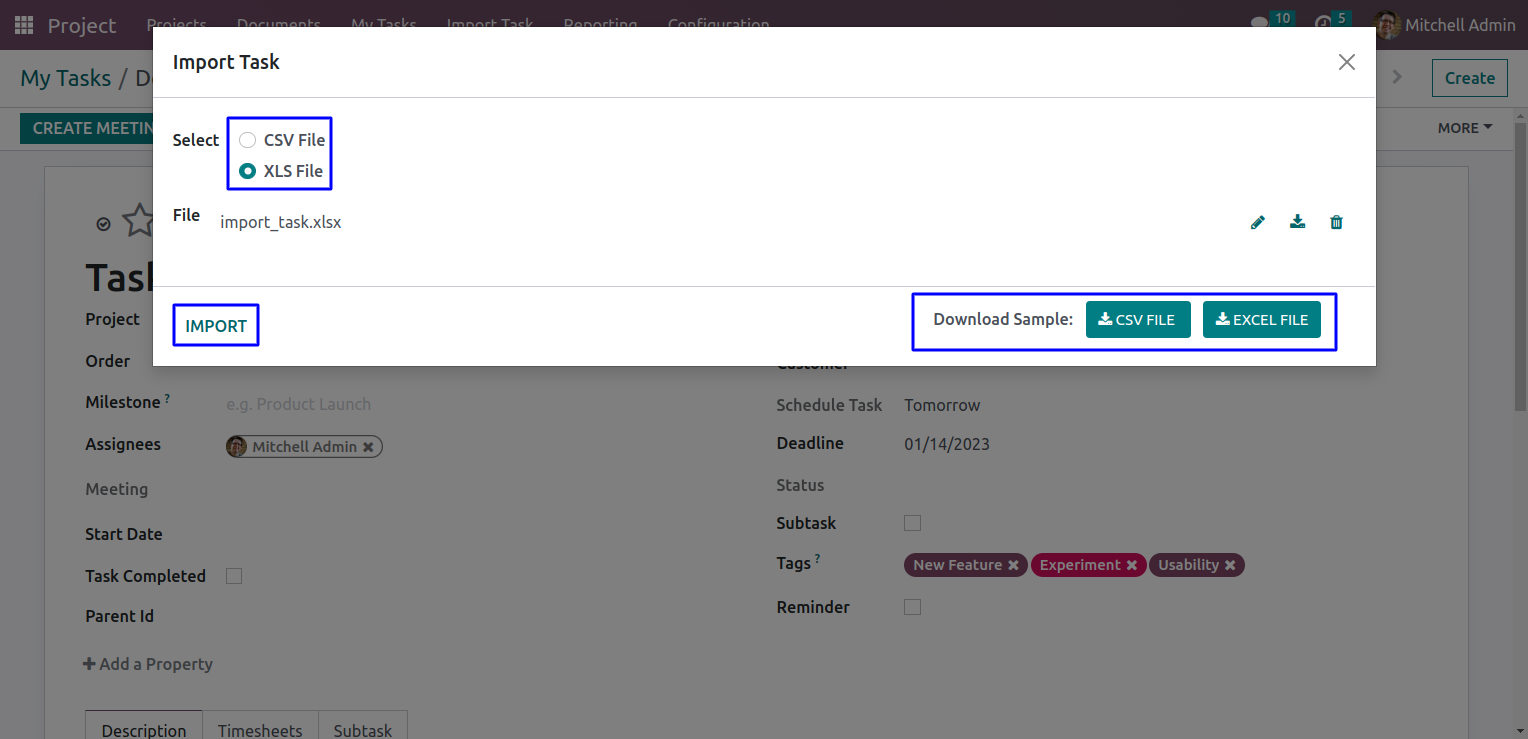 Project Projects Documents My Tasks Import Task Reporting Configuration 10 5 Mitchell Admin
Import Task
My Tasks / D
Create
CREATE MEETIN
MORE
Select
CSV File
XLS File
File
import_task.xlsx
Tas
Project
IMPORT
Download Sample: CSV FILE EXCEL FILE
Order
Customer
Milestone ? e.g. Product Launch
Schedule Task Tomorrow
Assignees Mitchell Admin
Deadline 01/14/2023
Meeting
Status
Start Date
Subtask
Task Completed
Tags ? New Feature Experiment Usability
Parent Id
Reminder
Add a Property
Description Timesheets Subtask